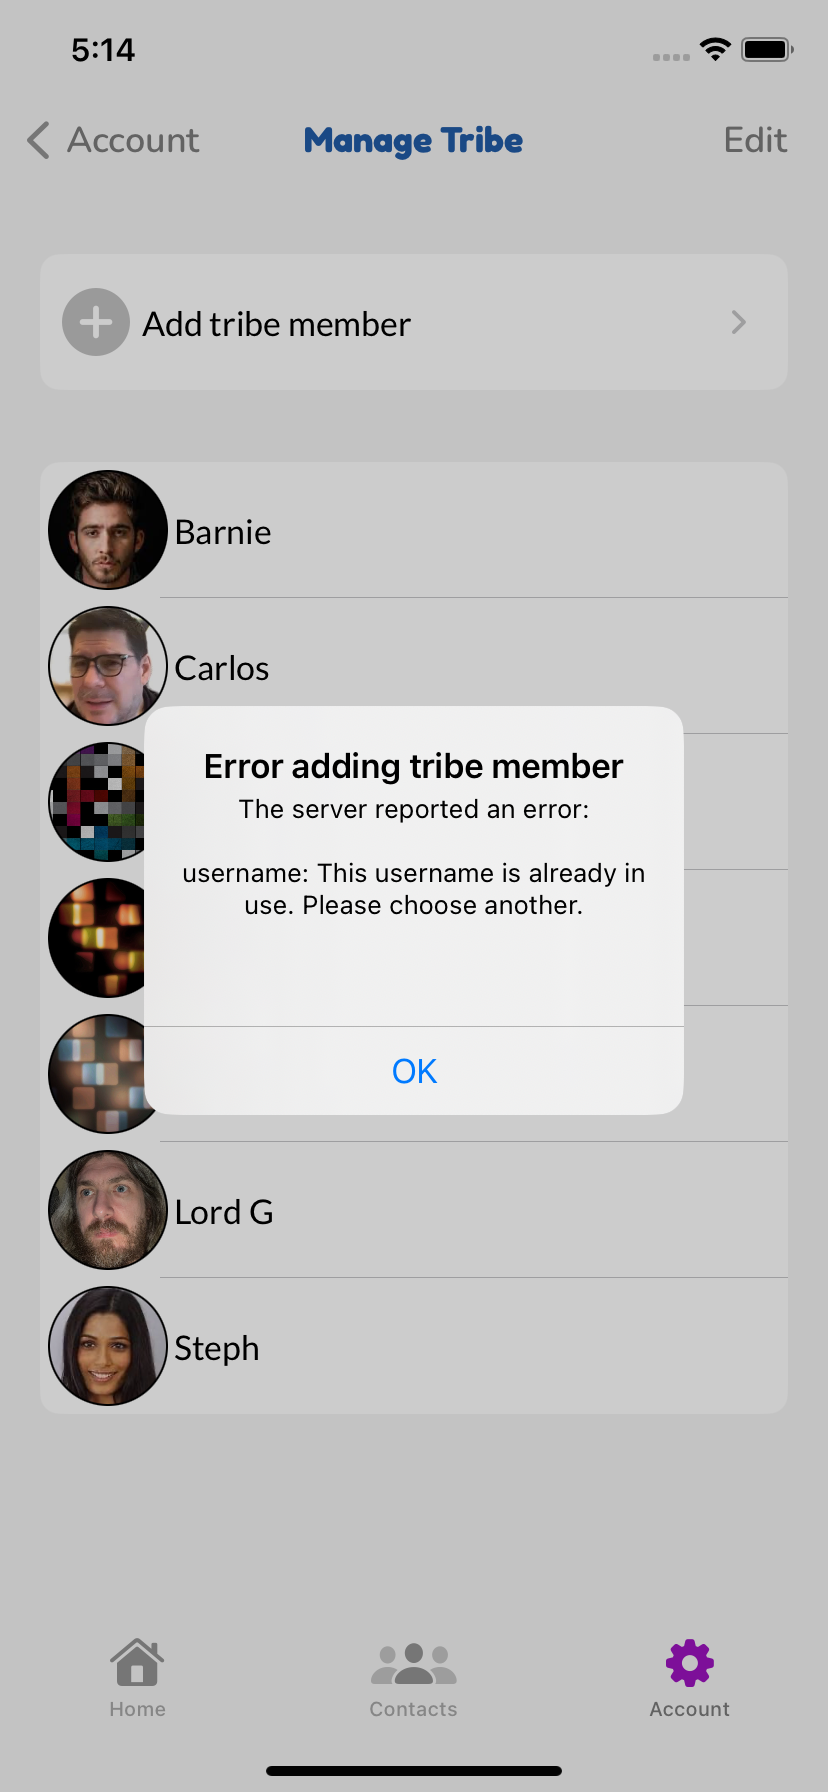 5:14
Account
Manage Tribe
Edit
Add tribe member
Barnie
Carlos
Error adding tribe member
The server reported an error:
username: This username is already in
use. Please choose another.
OK
Lord G
Steph
Home
Contacts
Account